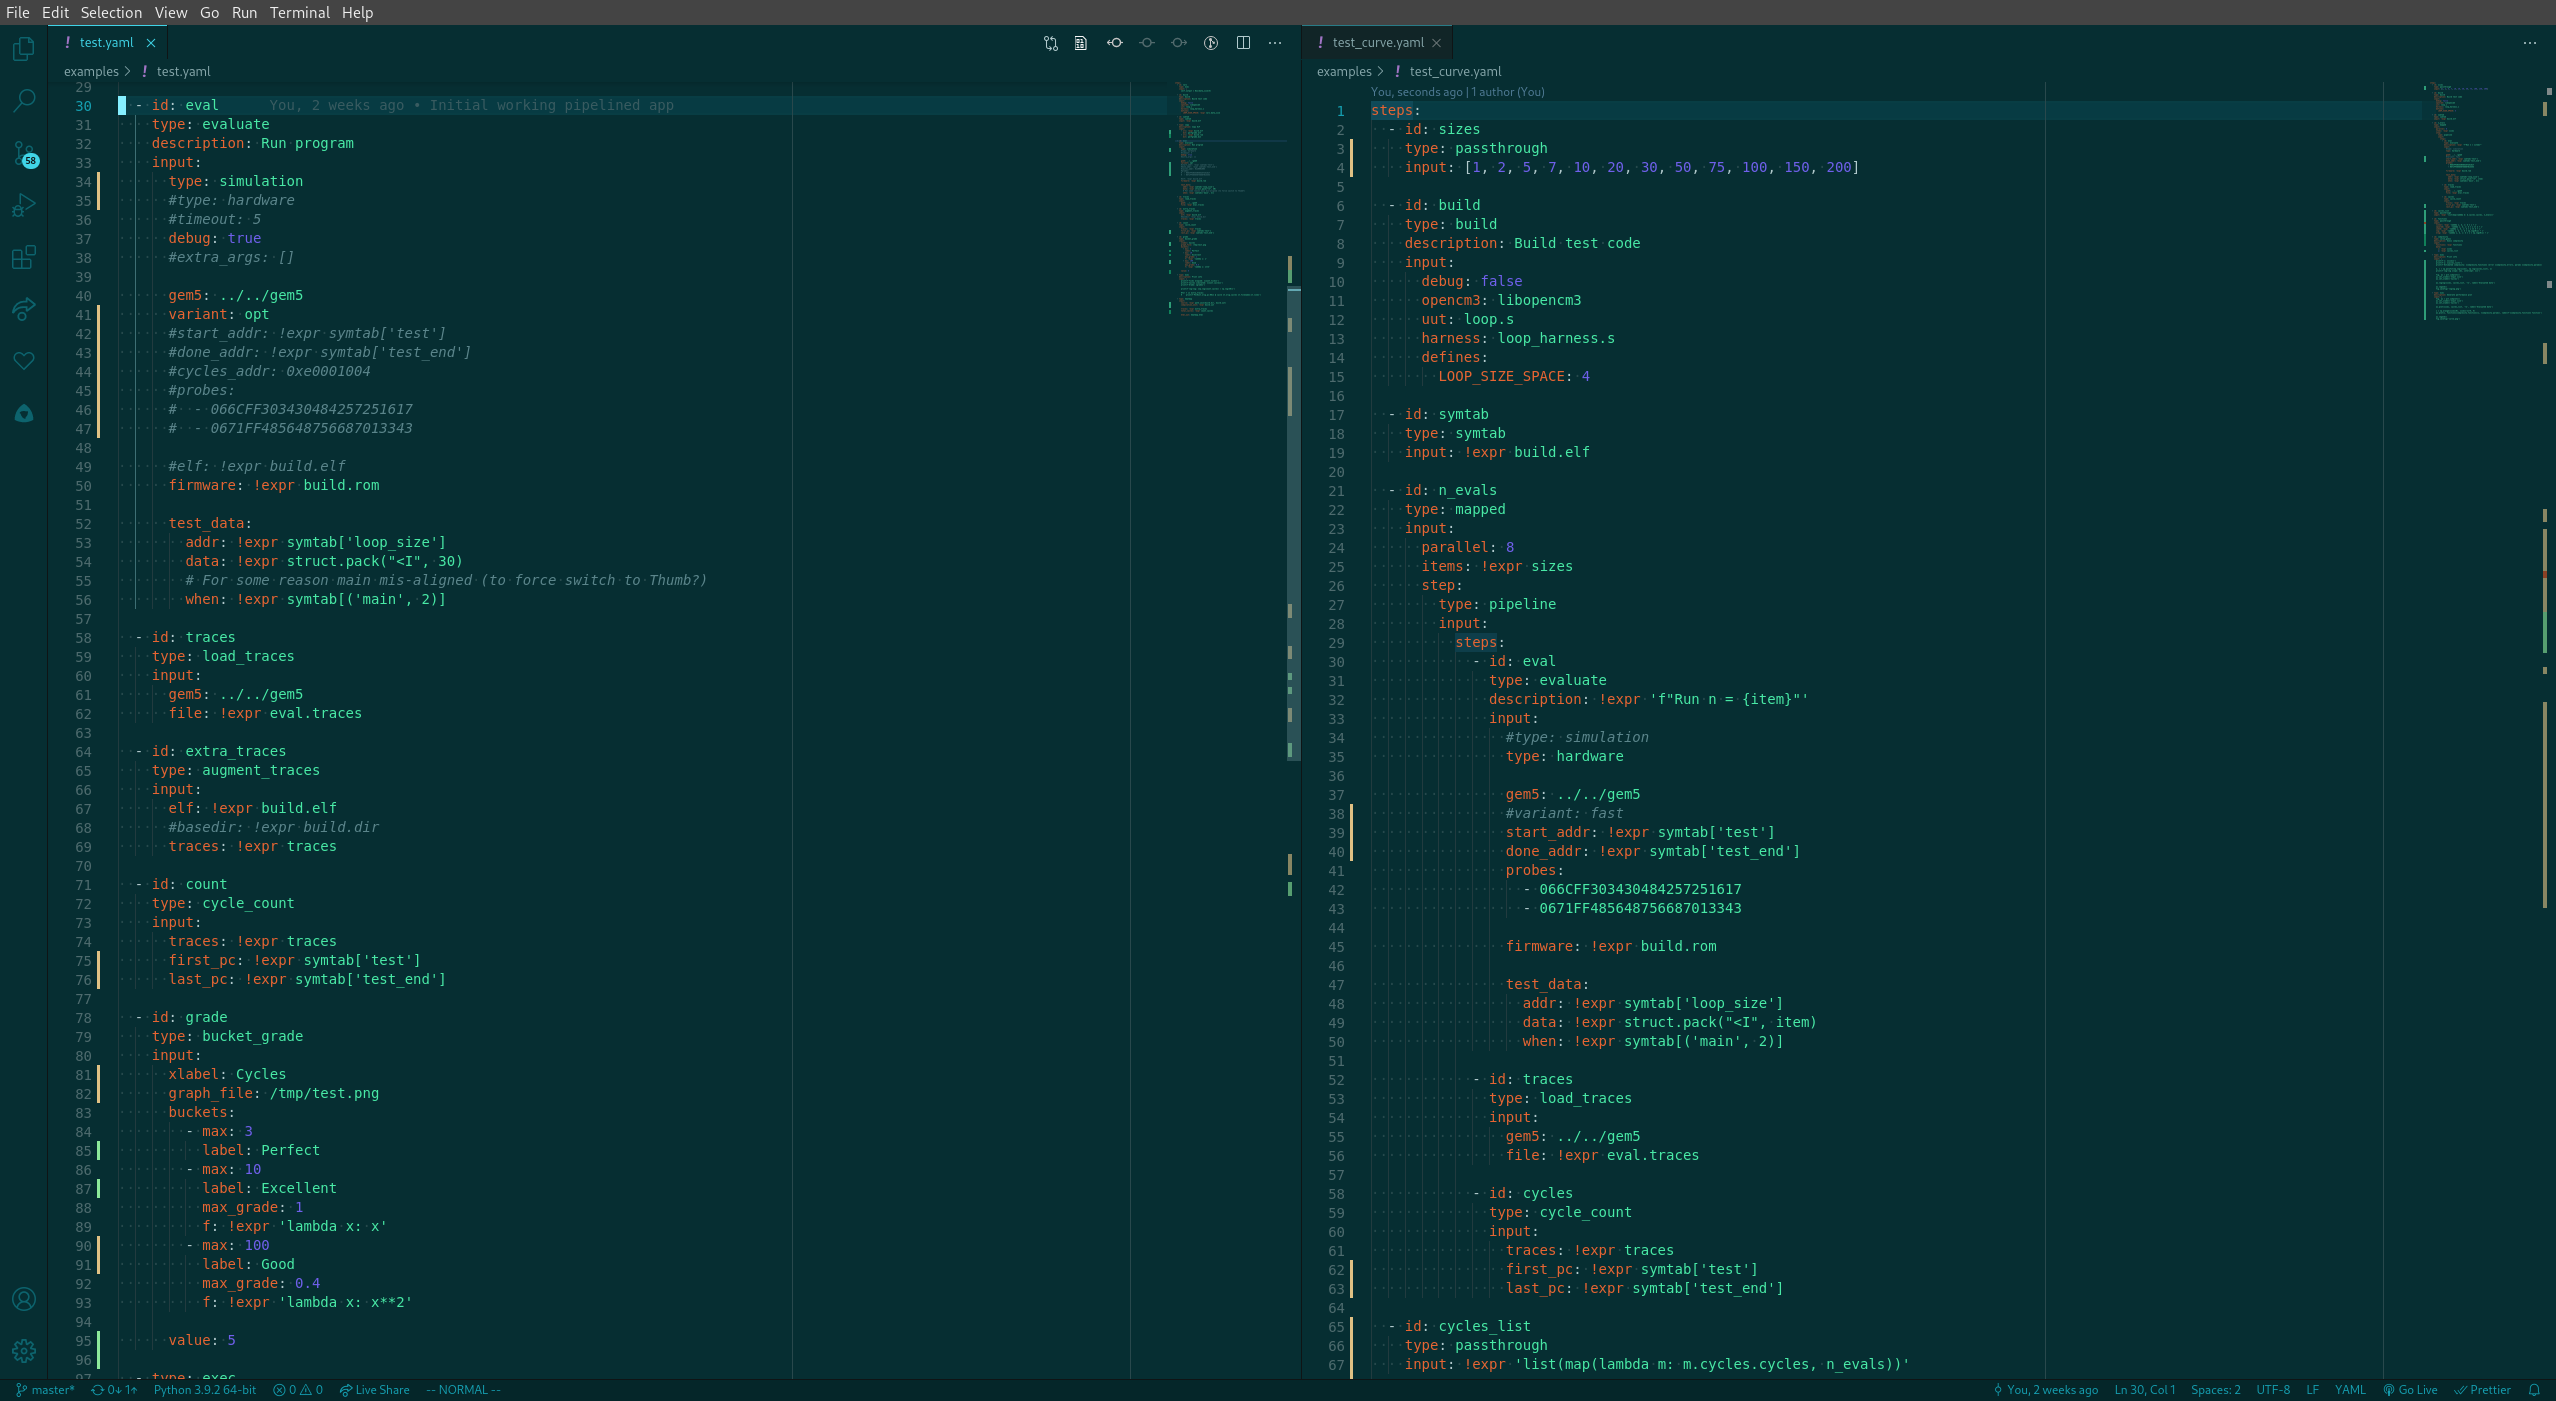 File Edit Selection View Go Run Terminal Help
! test.yaml ×
examples > ! test.yaml
29
30 - id: eval You, 2 weeks ago • Initial working pipelined app
31 type: evaluate
32 description: Run program
33 input:
34 type: simulation
35 #type: hardware
36 #timeout: 5
37 debug: true
38 #extra_args: []
39
40 gem5: ../../gem5
41 variant: opt
42 #start_addr: !expr symtab['test']
43 #done_addr: !expr symtab['test_end']
44 #cycles_addr: 0xe0001004
45 #probes:
46 # - 066CFF303430484257251617
47 # - 0671FF485648756687013343
48
49 #elf: !expr build.elf
50 firmware: !expr build.rom
51
52 test_data:
53 addr: !expr symtab['loop_size']
54 data: !expr struct.pack("<I", 30)
55 # For some reason main mis-aligned (to force switch to Thumb?)
56 when: !expr symtab[('main', 2)]
57
58 - id: traces
59 type: load_traces
60 input:
61 gem5: ../../gem5
62 file: !expr eval.traces
63
64 - id: extra_traces
65 type: augment_traces
66 input:
67 elf: !expr build.elf
68 #basedir: !expr build.dir
69 traces: !expr traces
70
71 - id: count
72 type: cycle_count
73 input:
74 traces: !expr traces
75 first_pc: !expr symtab['test']
76 last_pc: !expr symtab['test_end']
77
78 - id: grade
79 type: bucket_grade
80 input:
81 xlabel: Cycles
82 graph_file: /tmp/test.png
83 buckets:
84 - max: 3
85 label: Perfect
86 - max: 10
87 label: Excellent
88 max_grade: 1
89 f: !expr 'lambda x: x'
90 - max: 100
91 label: Good
92 max_grade: 0.4
93 f: !expr 'lambda x: x**2'
94
95 value: 5
96
97 - type: exec
! test_curve.yaml ×
examples > ! test_curve.yaml
You, seconds ago | 1 author (You)
1 steps:
2 - id: sizes
3 type: passthrough
4 input: [1, 2, 5, 7, 10, 20, 30, 50, 75, 100, 150, 200]
5
6 - id: build
7 type: build
8 description: Build test code
9 input:
10 debug: false
11 opencm3: libopencm3
12 uut: loop.s
13 harness: loop_harness.s
14 defines:
15 LOOP_SIZE_SPACE: 4
16
17 - id: symtab
18 type: symtab
19 input: !expr build.elf
20
21 - id: n_evals
22 type: mapped
23 input:
24 parallel: 8
25 items: !expr sizes
26 step:
27 type: pipeline
28 input:
29 steps:
30 - id: eval
31 type: evaluate
32 description: !expr 'f"Run n = {item}"'
33 input:
34 #type: simulation
35 type: hardware
36
37 gem5: ../../gem5
38 #variant: fast
39 start_addr: !expr symtab['test']
40 done_addr: !expr symtab['test_end']
41 probes:
42 - 066CFF303430484257251617
43 - 0671FF485648756687013343
44
45 firmware: !expr build.rom
46
47 test_data:
48 addr: !expr symtab['loop_size']
49 data: !expr struct.pack("<I", item)
50 when: !expr symtab[('main', 2)]
51
52 - id: traces
53 type: load_traces
54 input:
55 gem5: ../../gem5
56 file: !expr eval.traces
57
58 - id: cycles
59 type: cycle_count
60 input:
61 traces: !expr traces
62 first_pc: !expr symtab['test']
63 last_pc: !expr symtab['test_end']
64
65 - id: cycles_list
66 type: passthrough
67 input: !expr 'list(map(lambda m: m.cycles.cycles, n_evals))'
58
master* 0↓ 1↑ Python 3.9.2 64-bit 0 0 Live Share -- NORMAL -- You, 2 weeks ago Ln 30, Col 1 Spaces: 2 UTF-8 LF YAML Go Live Prettier